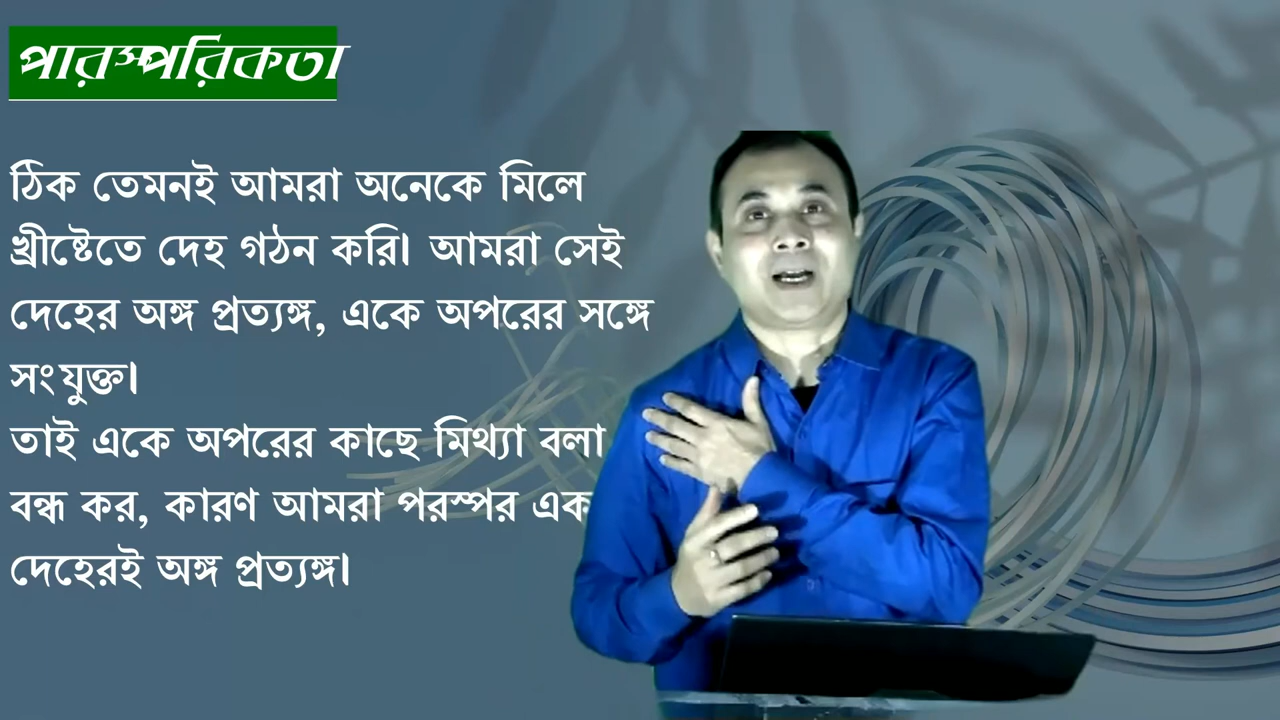 পারস্পরিকতা
ঠিক তেমনই আমরা অনেকে মিলে
খ্রীষ্টেতে দেহ গঠন করি। আমরা সেই
দেহের অঙ্গ প্রত্যঙ্গ, একে অপরের সঙ্গে
সংযুক্ত।
তাই একে অপরের কাছে মিথ্যা বলা
বন্ধ কর, কারণ আমরা পরস্পর এক
দেহেরই অঙ্গ প্রত্যঙ্গ।